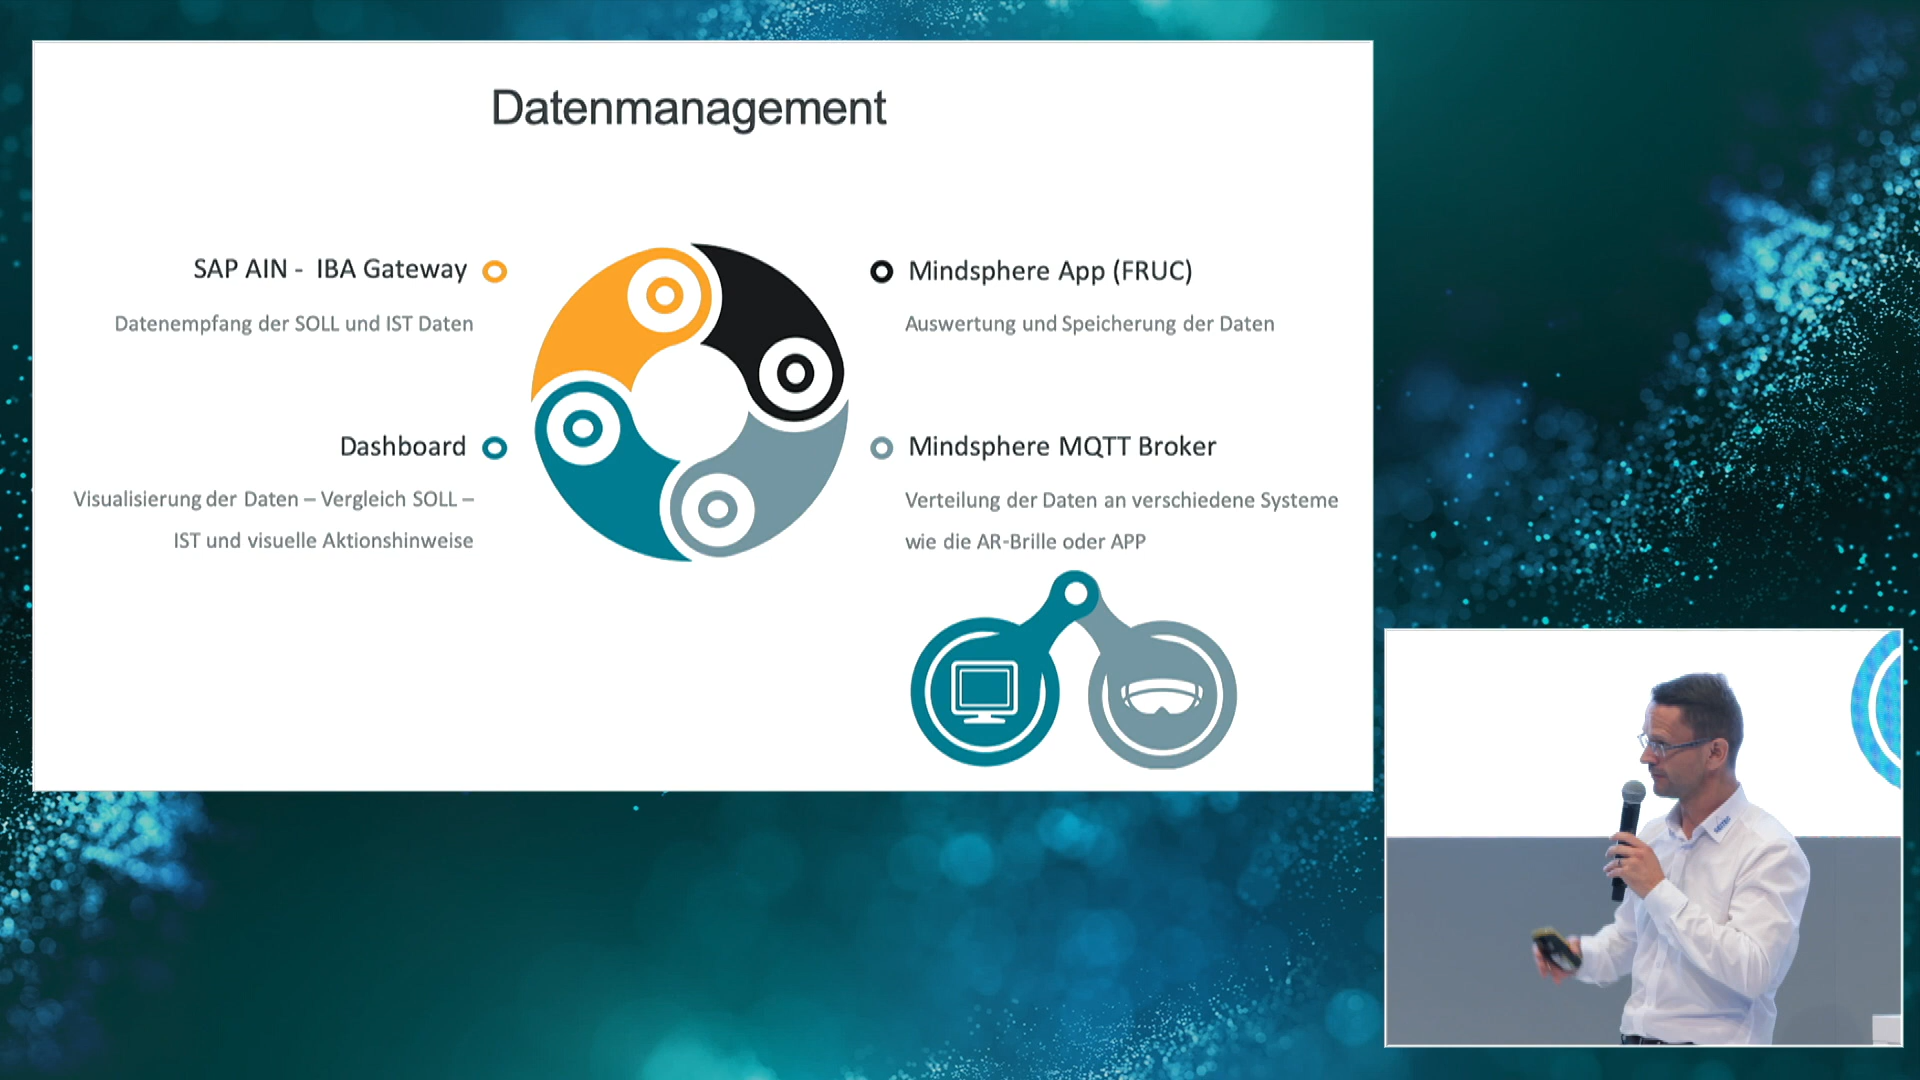 Datenmanagement
SAP AIN - IBA Gateway
Datenempfang der SOLL und IST Daten
Mindsphere App (FRUC)
Auswertung und Speicherung der Daten
Dashboard
Visualisierung der Daten – Vergleich SOLL –
IST und visuelle Aktionshinweise
Mindsphere MQTT Broker
Verteilung der Daten an verschiedene Systeme
wie die AR-Brille oder APP